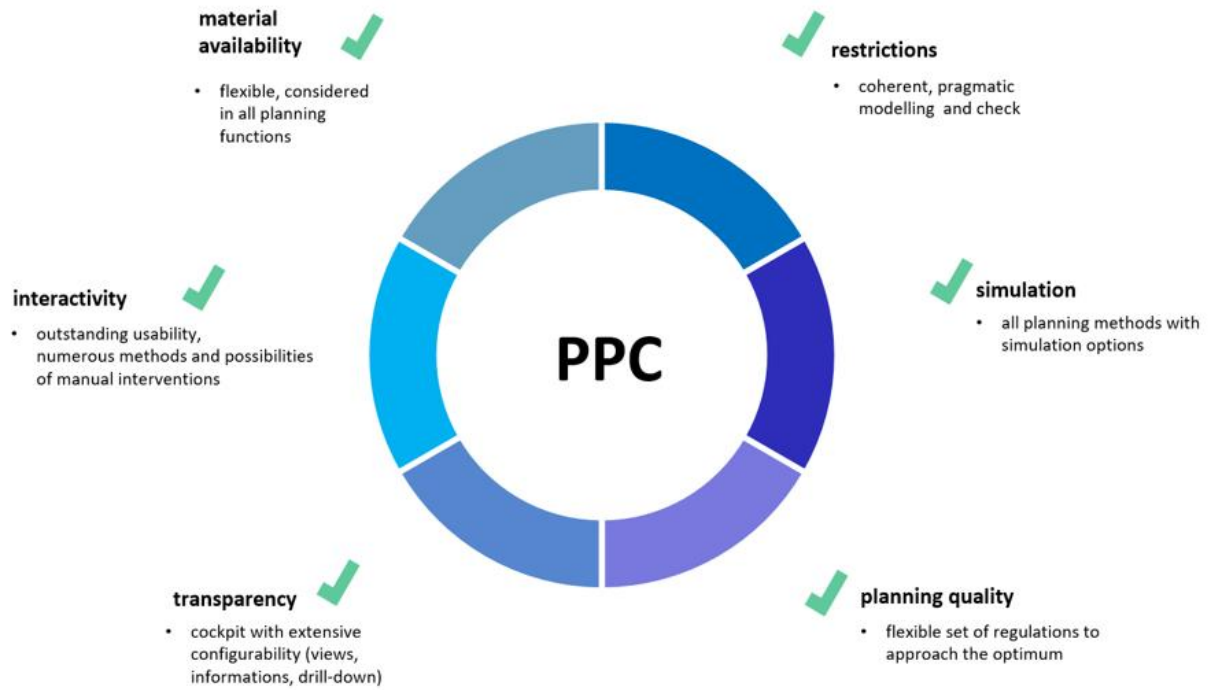 material
availability
• flexible, considered
in all planning
functions
restrictions
• coherent, pragmatic
modelling and check
interactivity
• outstanding usability,
numerous methods and possibilities
of manual interventions
simulation
• all planning methods with
simulation options
PPC
transparency
• cockpit with extensive
configurability (views,
informations, drill-down)
planning quality
• flexible set of regulations to
approach the optimum